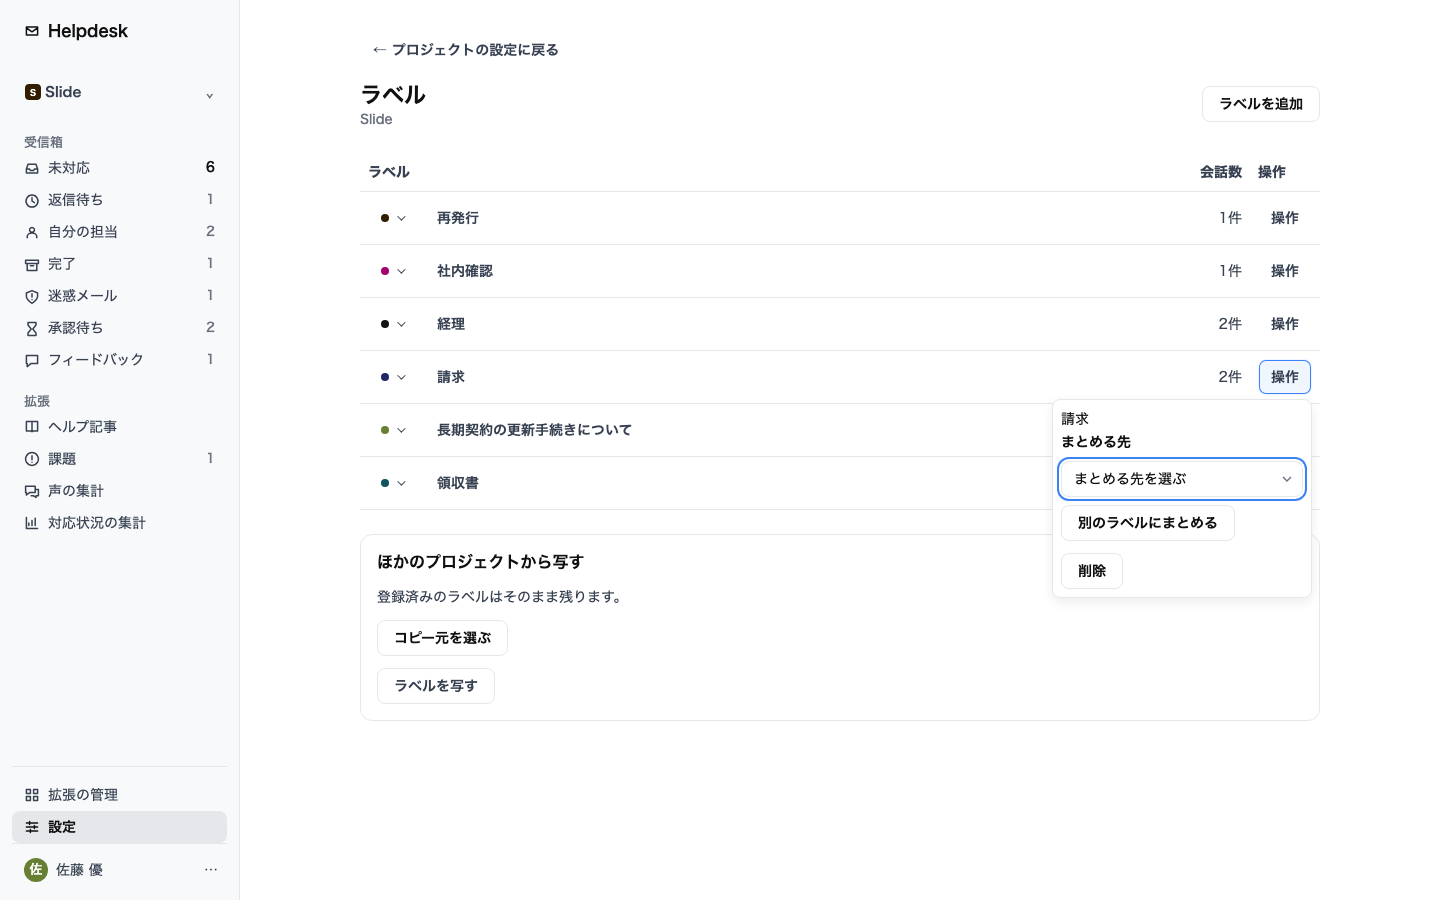 Helpdesk
S Slide
受信箱
未対応 6
返信待ち 1
自分の担当 2
完了 1
迷惑メール 1
承認待ち 2
フィードバック 1
拡張
ヘルプ記事
課題 1
声の集計
対応状況の集計
拡張の管理
設定
佐 佐藤 優 …
← プロジェクトの設定に戻る
ラベル
Slide
ラベルを追加
ラベル 会話数 操作
再発行 1件 操作
社内確認 1件 操作
経理 2件 操作
請求 2件 操作
長期契約の更新手続きについて
領収書
請求
まとめる先
まとめる先を選ぶ
別のラベルにまとめる
削除
ほかのプロジェクトから写す
登録済みのラベルはそのまま残ります。
コピー元を選ぶ
ラベルを写す